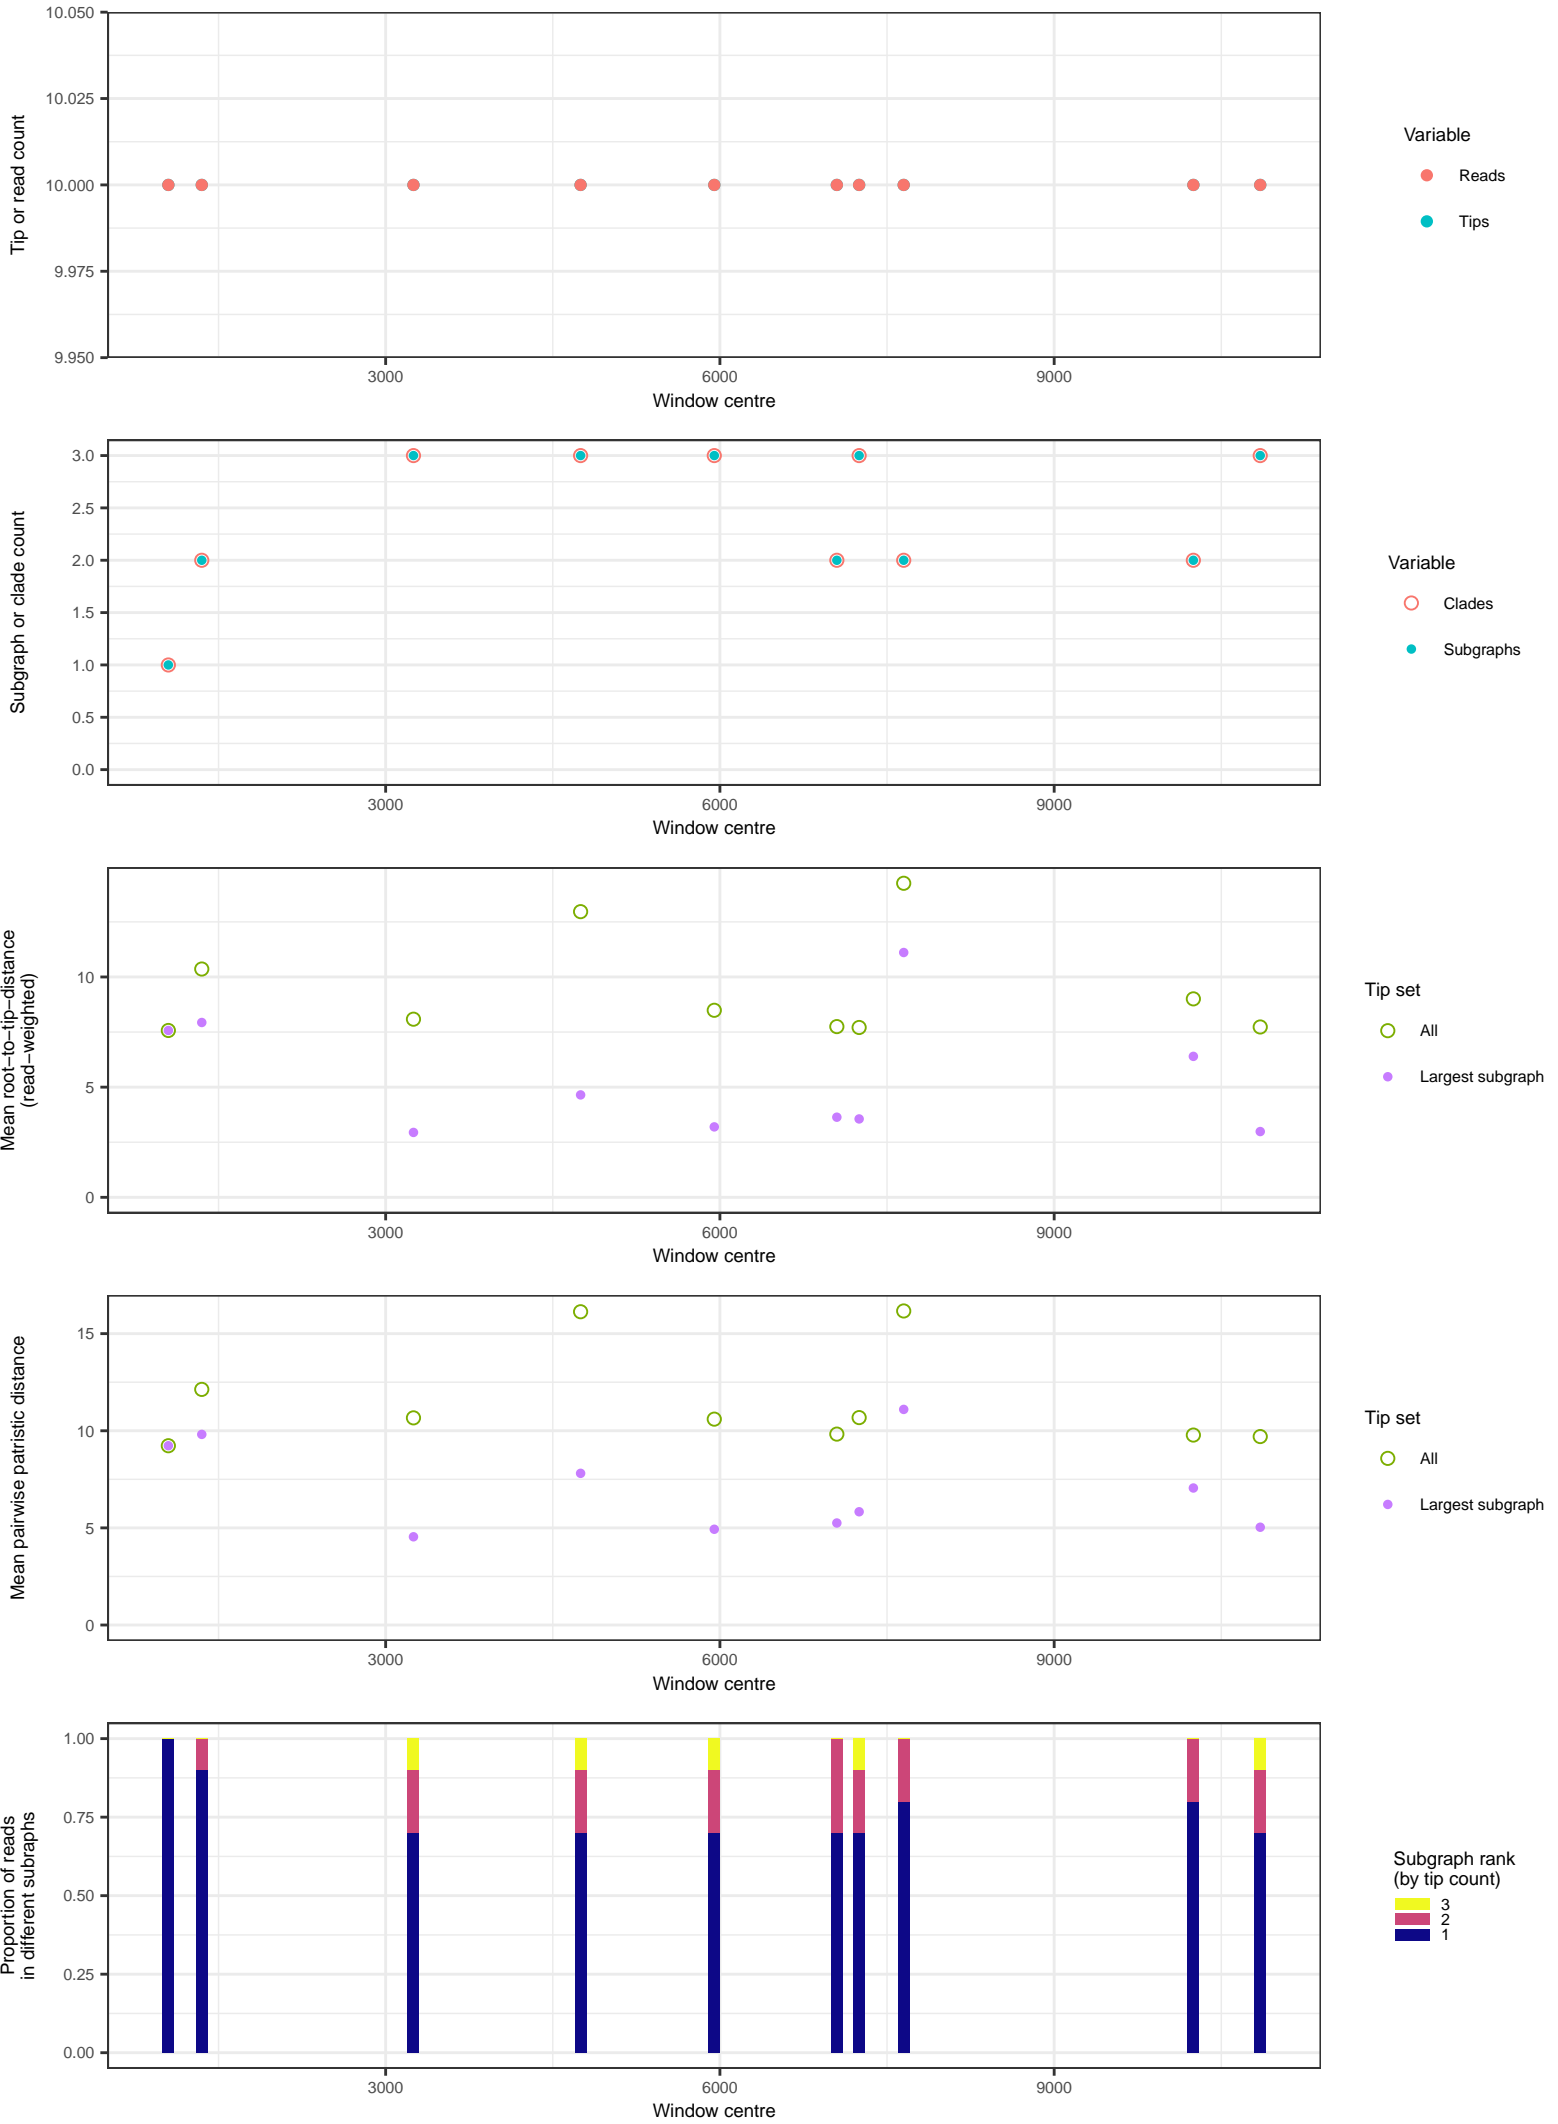 10.050
10.025
10.000
9.975
9.950
Tip or read count
3000
6000
9000
Window centre
Variable
Reads
Tips
3.0
2.5
2.0
1.5
1.0
0.5
0.0
Subgraph or clade count
3000
6000
9000
Window centre
Variable
Clades
Subgraphs
10
5
0
Mean root−to−tip−distance
(read−weighted)
3000
6000
9000
Window centre
Tip set
All
Largest subgraph
15
10
5
0
Mean pairwise patristic distance
3000
6000
9000
Window centre
Tip set
All
Largest subgraph
1.00
0.75
0.50
0.25
0.00
Proportion of reads
in different subraphs
3000
6000
9000
Window centre
Subgraph rank
(by tip count)
3
2
1